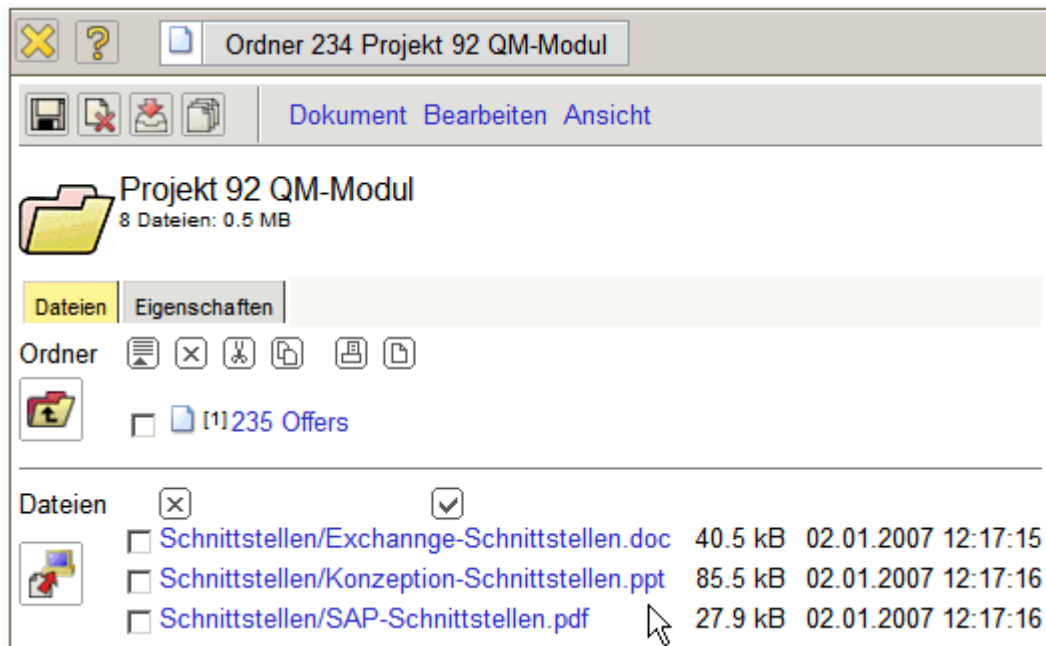 Ordner 234 Projekt 92 QM-Modul
Dokument Bearbeiten Ansicht
Projekt 92 QM-Modul
8 Dateien: 0.5 MB
Dateien Eigenschaften
Ordner
[1] 235 Offers
Dateien
Schnittstellen/Exchannge-Schnittstellen.doc 40.5 kB 02.01.2007 12:17:15
Schnittstellen/Konzeption-Schnittstellen.ppt 85.5 kB 02.01.2007 12:17:16
Schnittstellen/SAP-Schnittstellen.pdf 27.9 kB 02.01.2007 12:17:16